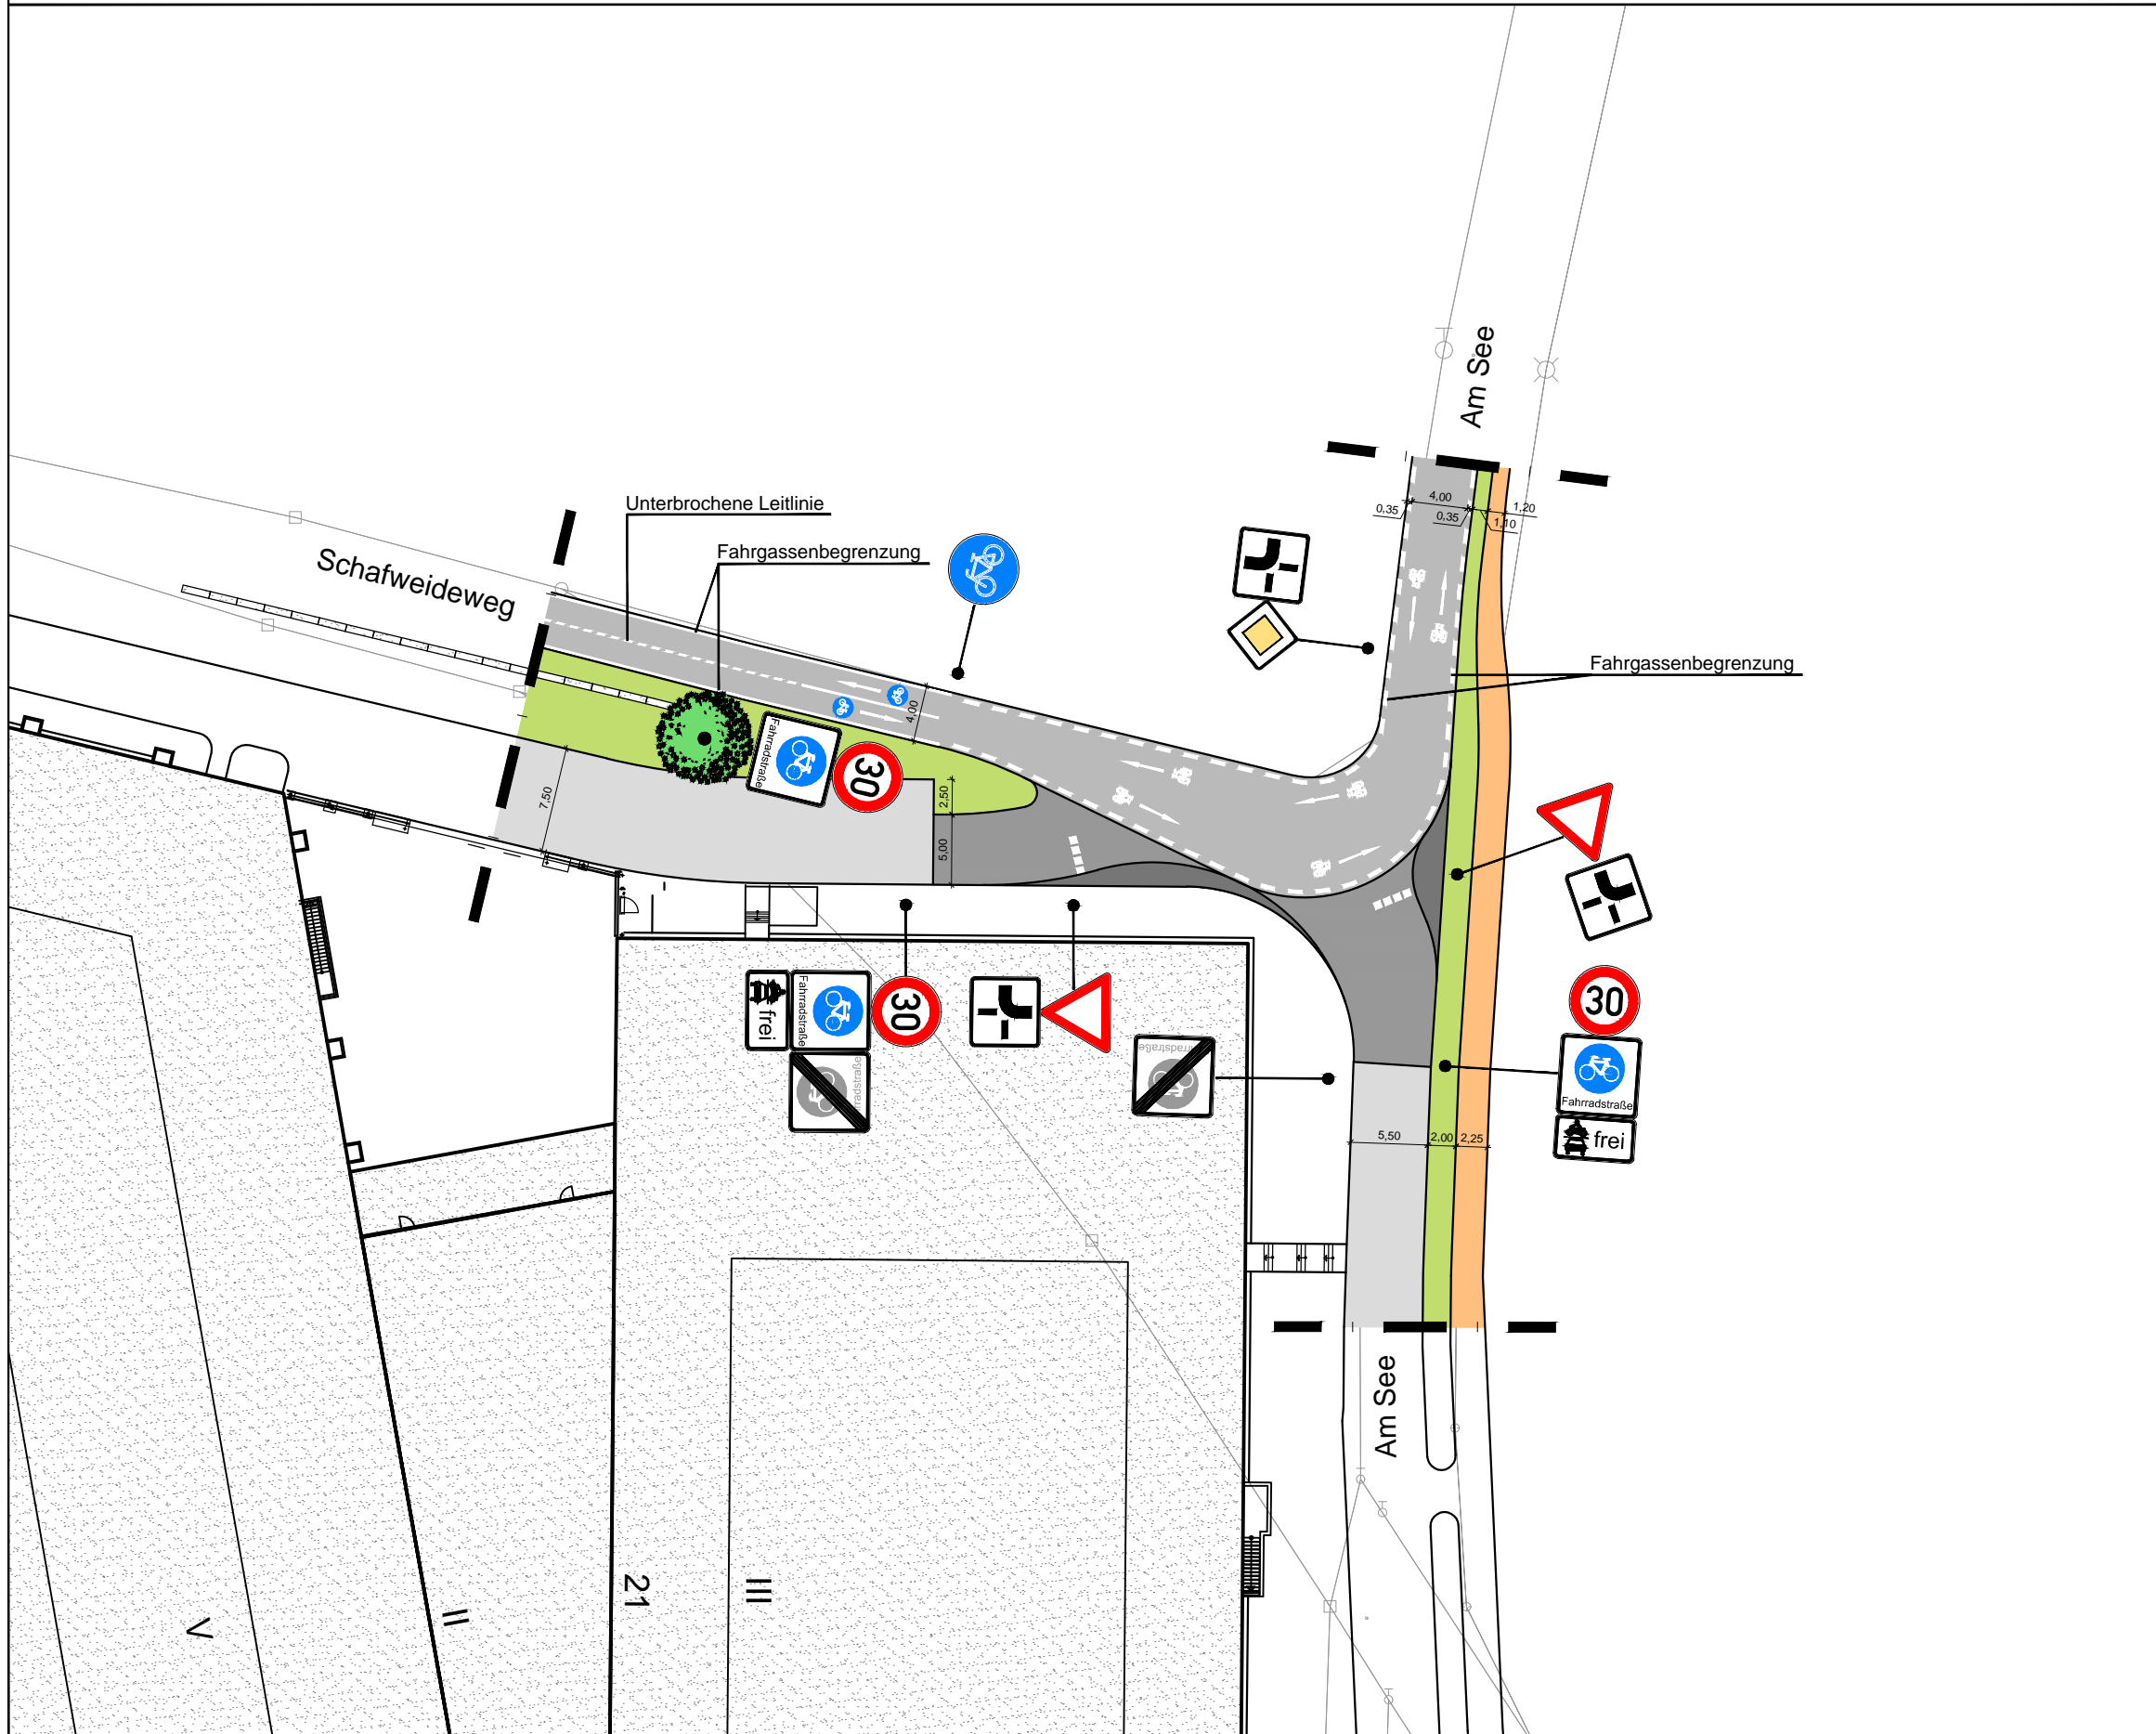 Am See
4,00
0,35
0,35
1,20
1,10
Unterbrochene Leitlinie
Fahrgassenbegrenzung
Schafweideweg
Fahrgassenbegrenzung
4,00
Fahrradstraße
30
7,50
2,50
5,00
30
Fahrradstraße
frei
radstraße
rradstraße
30
Fahrradstraße
frei
5,50
2,00
2,25
Am See
21
III
II
V